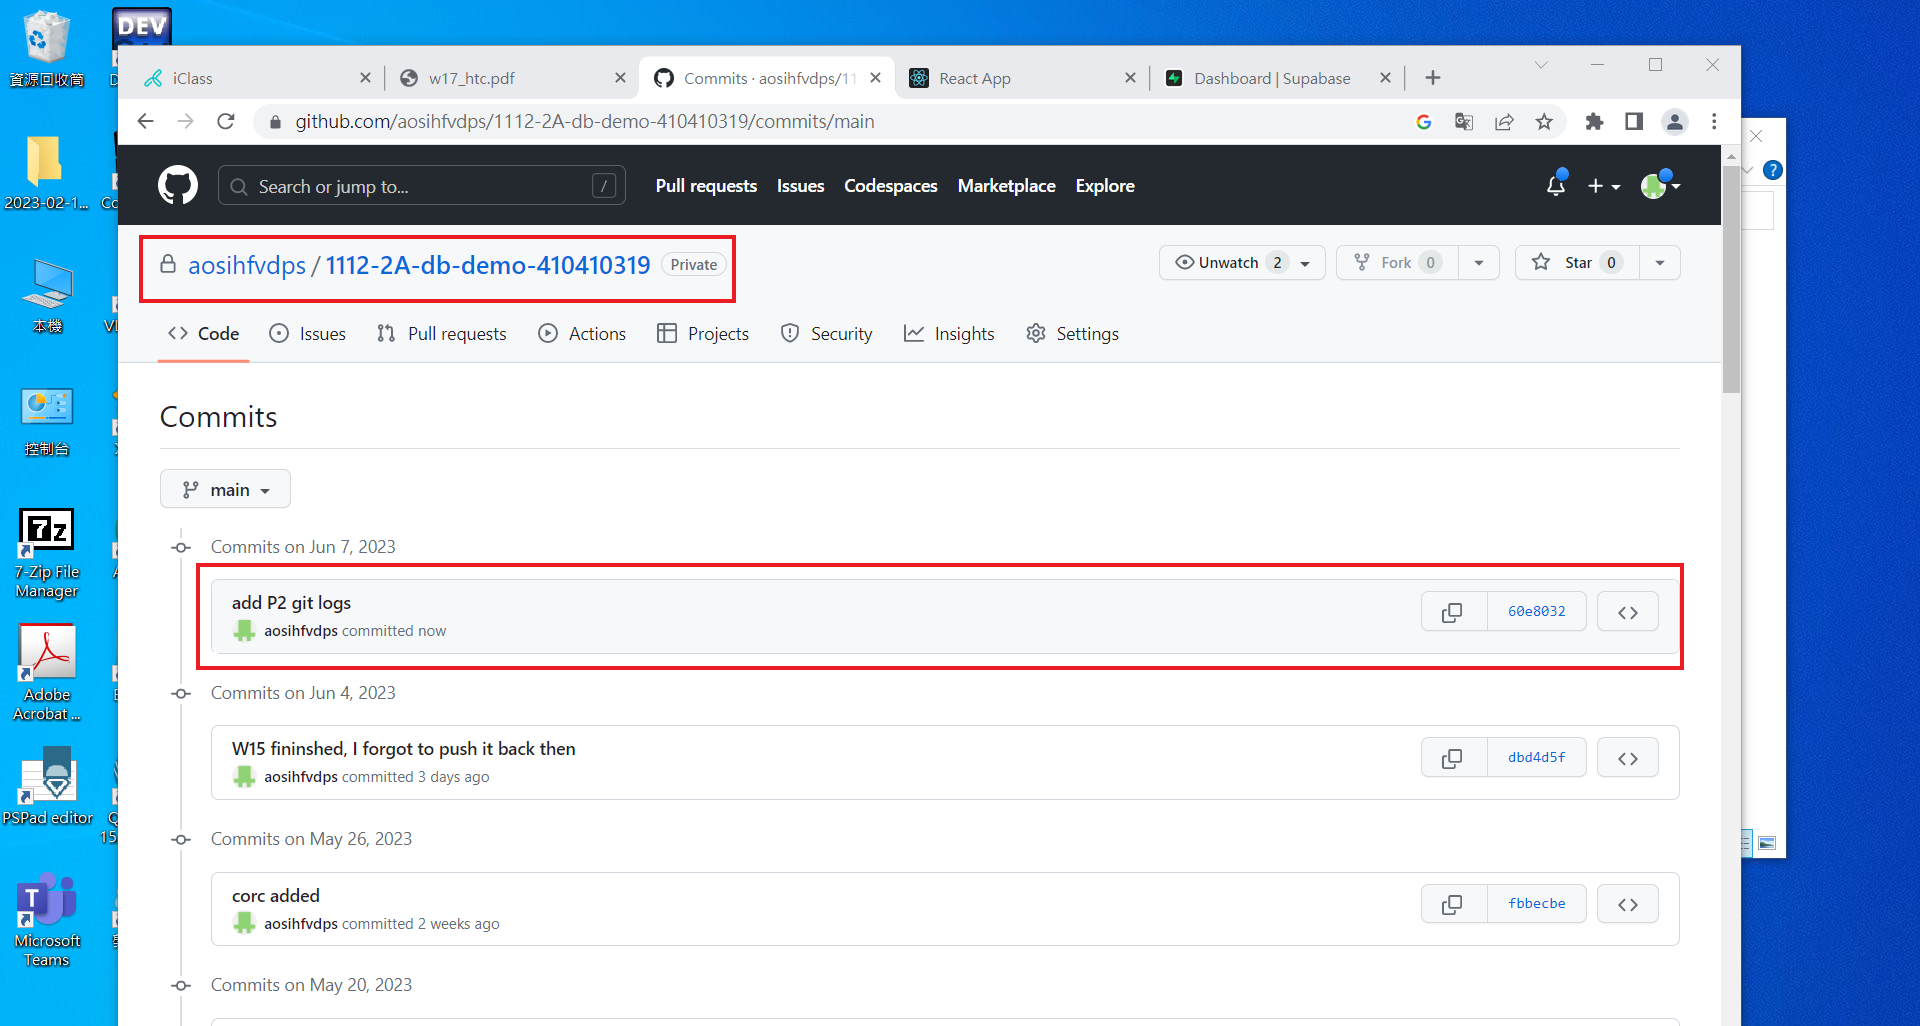 資源回收筒
DEV
iClass
w17_htc.pdf
Commits · aosihfvdps/11
React App
Dashboard | Supabase
github.com/aosihfvdps/1112-2A-db-demo-410410319/commits/main
Search or jump to...
/
Pull requests
Issues
Codespaces
Marketplace
Explore
2023-02-1...
aosihfvdps / 1112-2A-db-demo-410410319
Private
Unwatch 2
Fork 0
Star 0
本機
Code
Issues
Pull requests
Actions
Projects
Security
Insights
Settings
控制台
Commits
main
7z
7-Zip File
Manager
Commits on Jun 7, 2023
add P2 git logs
aosihfvdps committed now
60e8032
Adobe
Acrobat ...
Commits on Jun 4, 2023
W15 fininshed, I forgot to push it back then
aosihfvdps committed 3 days ago
dbd4d5f
PSPad editor
Commits on May 26, 2023
corc added
aosihfvdps committed 2 weeks ago
fbbecbe
T
Microsoft
Teams
Commits on May 20, 2023